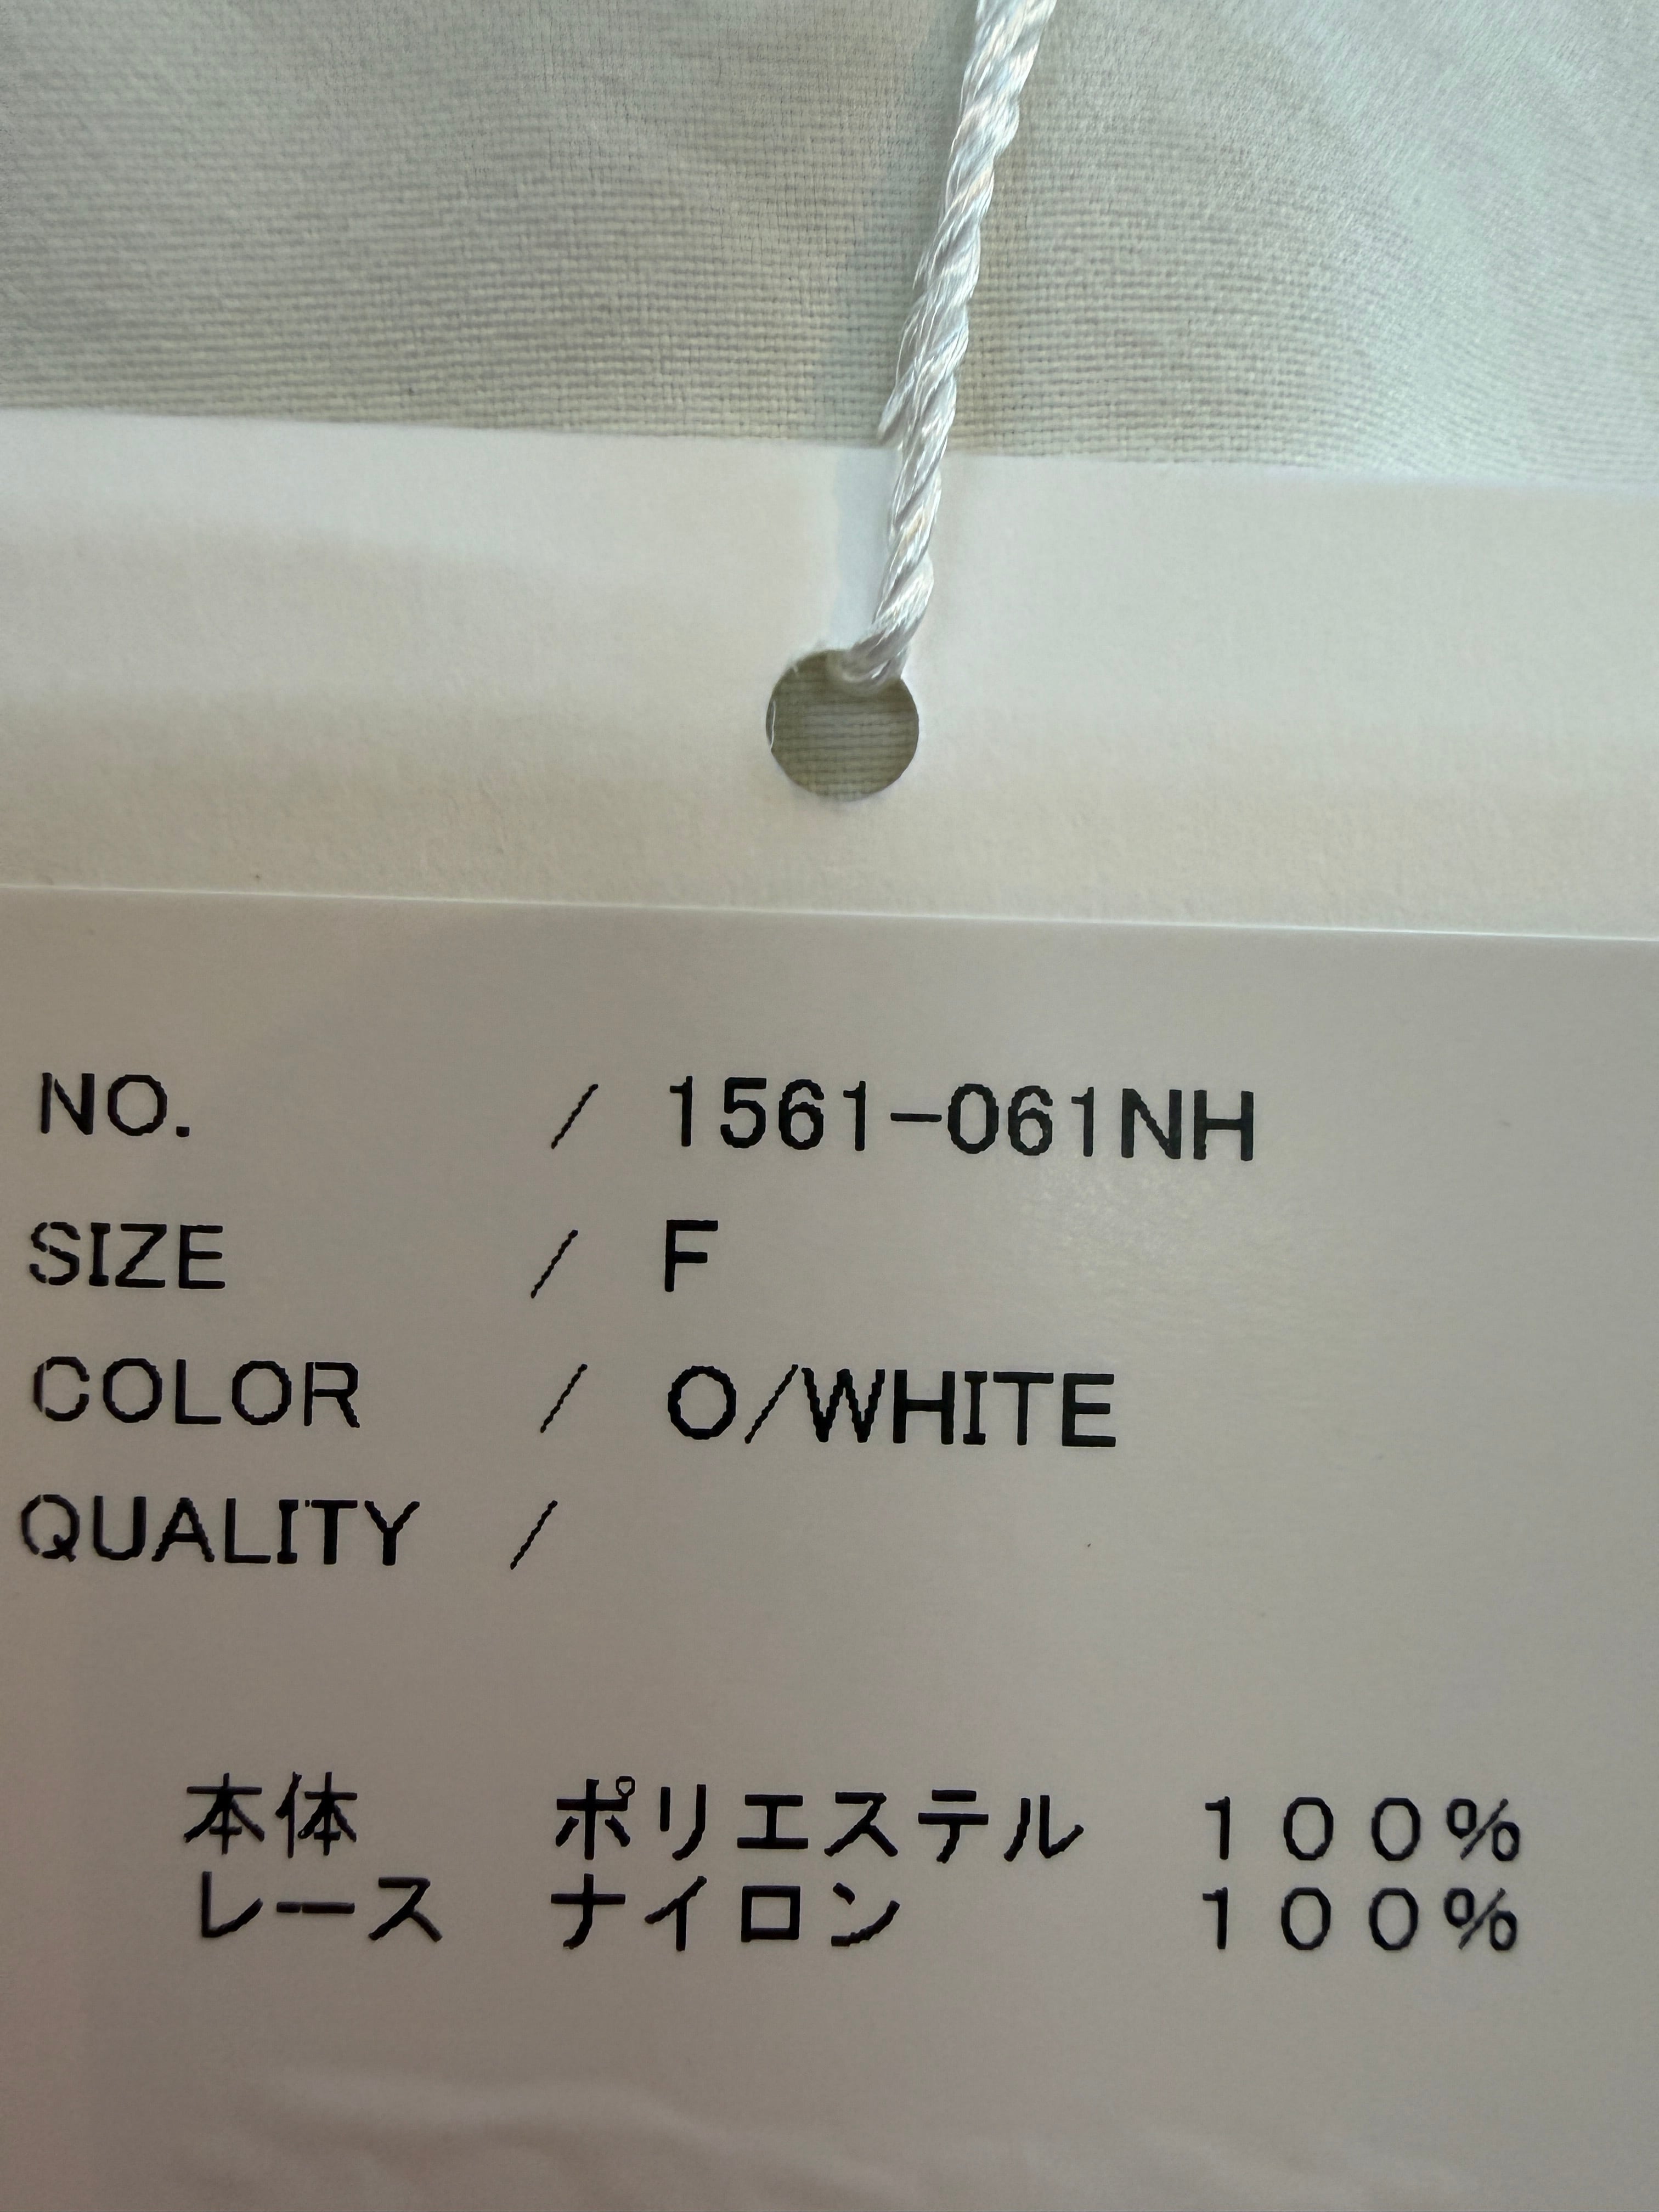 NO. / 1561-061NH
SIZE / F
COLOR / O/WHITE
QUALITY /
本体 ポリエステル 100%
レース ナイロン 100%